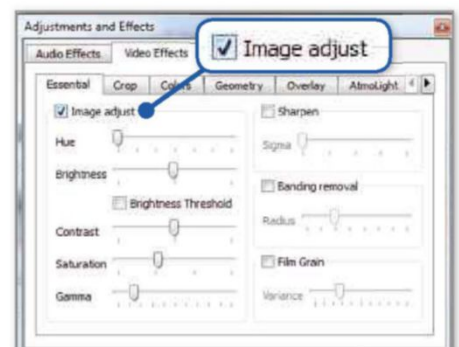 Adjustments and Effects
Image adjust
Audio Effects Video Effects
Essential Crop Colors Geometry Overlay AtmoLight
Image adjust
Hue
Brightness
Brightness Threshold
Contrast
Saturation
Gamma
Sharpen
Sigma
Banding removal
Radius
Film Grain
Variance